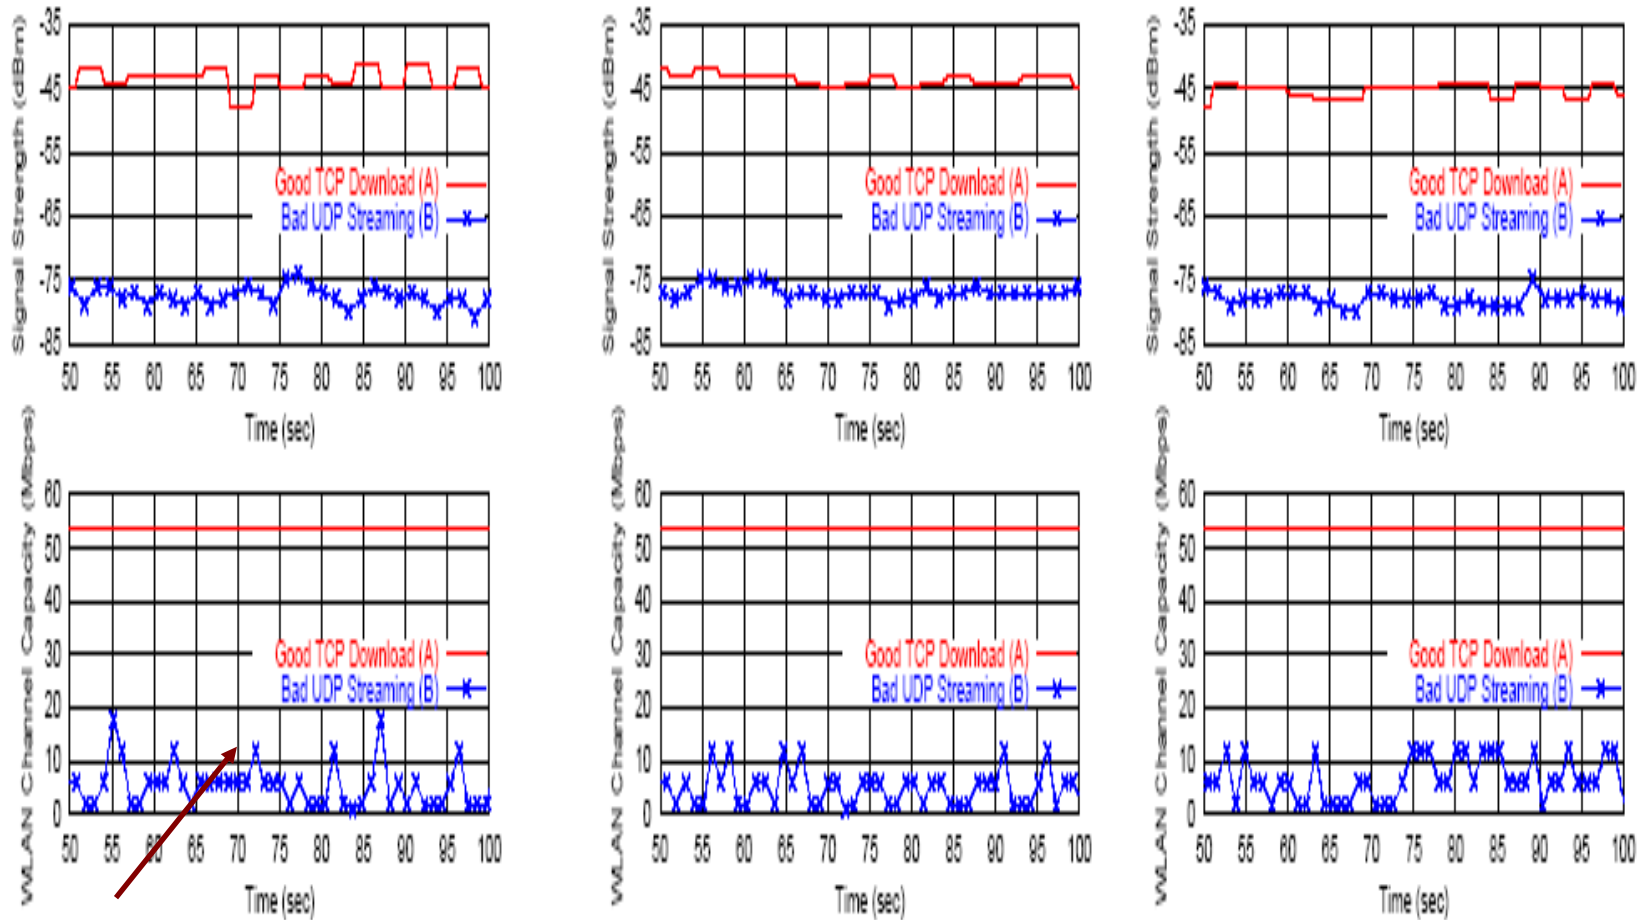 Signal Strength (dBm)
-35
-45
-55
-65
-75
-85
Good TCP Download (A)
Bad UDP Streaming (B)
50 55 60 65 70 75 80 85 90 95 100
Time (sec)
Signal Strength (dBm)
-35
-45
-55
-65
-75
-85
Good TCP Download (A)
Bad UDP Streaming (B)
50 55 60 65 70 75 80 85 90 95 100
Time (sec)
Signal Strength (dBm)
-35
-45
-55
-65
-75
-85
Good TCP Download (A)
Bad UDP Streaming (B)
50 55 60 65 70 75 80 85 90 95 100
Time (sec)
WLAN Channel Capacity (Mbps)
60
50
40
30
20
10
0
Good TCP Download (A)
Bad UDP Streaming (B)
50 55 60 65 70 75 80 85 90 95 100
Time (sec)
WLAN Channel Capacity (Mbps)
60
50
40
30
20
10
0
Good TCP Download (A)
Bad UDP Streaming (B)
50 55 60 65 70 75 80 85 90 95 100
Time (sec)
WLAN Channel Capacity (Mbps)
60
50
40
30
20
10
0
Good TCP Download (A)
Bad UDP Streaming (B)
50 55 60 65 70 75 80 85 90 95 100
Time (sec)